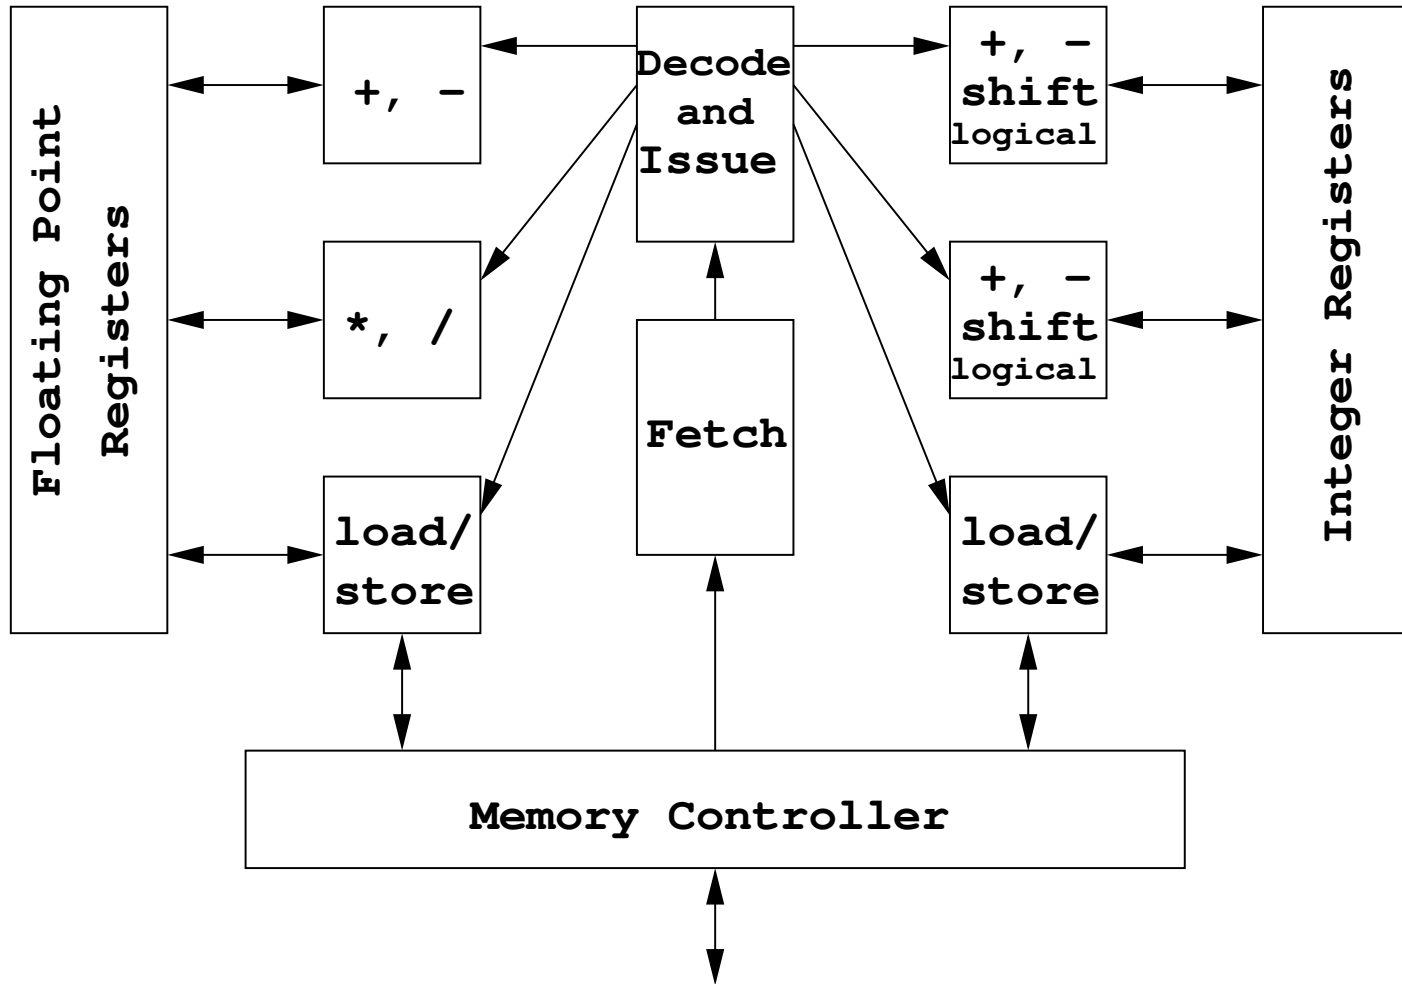 Floating Point
Registers
+, -
*, /
load/
store
Decode
and
Issue
Fetch
+, -
shift
logical
+, -
shift
logical
load/
store
Integer Registers
Memory Controller